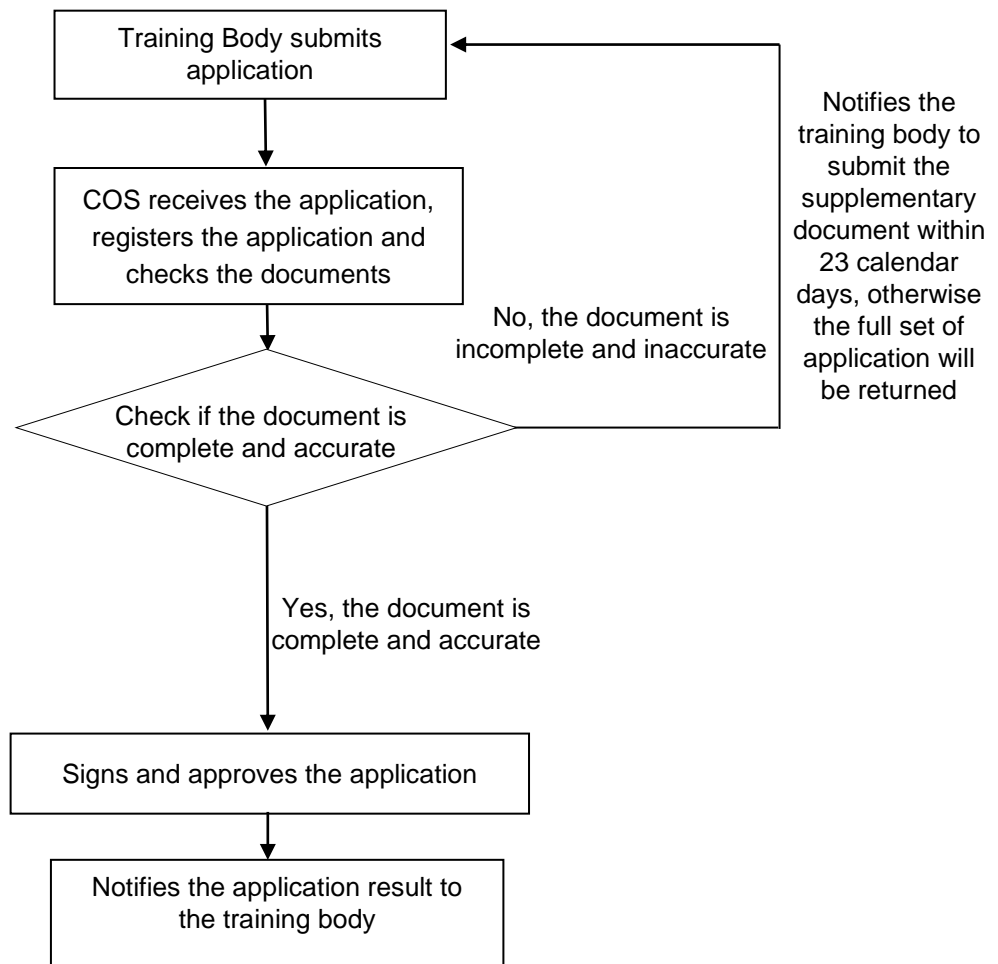 Training Body submits
application
COS receives the application,
registers the application and
checks the documents
Notifies the
training body to
submit the
supplementary
document within
23 calendar
days, otherwise
the full set of
application will
be returned
No, the document is
incomplete and inaccurate
Check if the document is
complete and accurate
Yes, the document is
complete and accurate
Signs and approves the application
Notifies the application result to
the training body